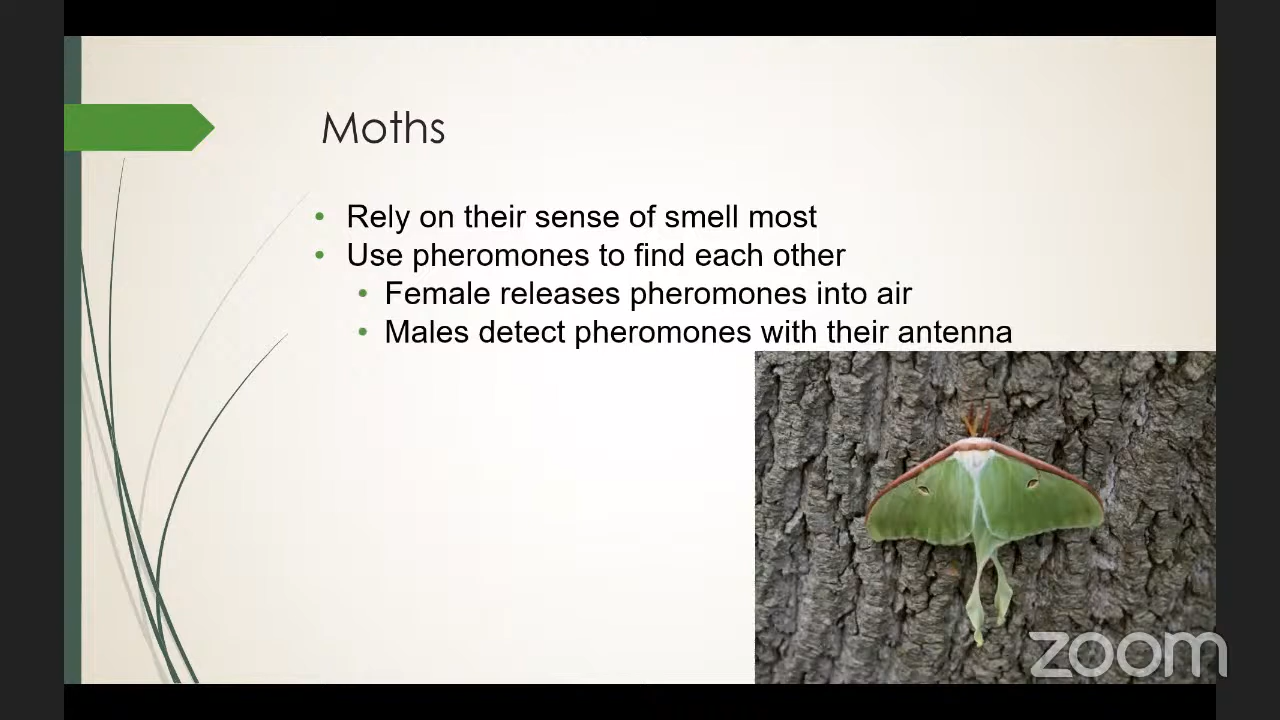 Moths
• Rely on their sense of smell most
• Use pheromones to find each other
• Female releases pheromones into air
• Males detect pheromones with their antenna
zoom